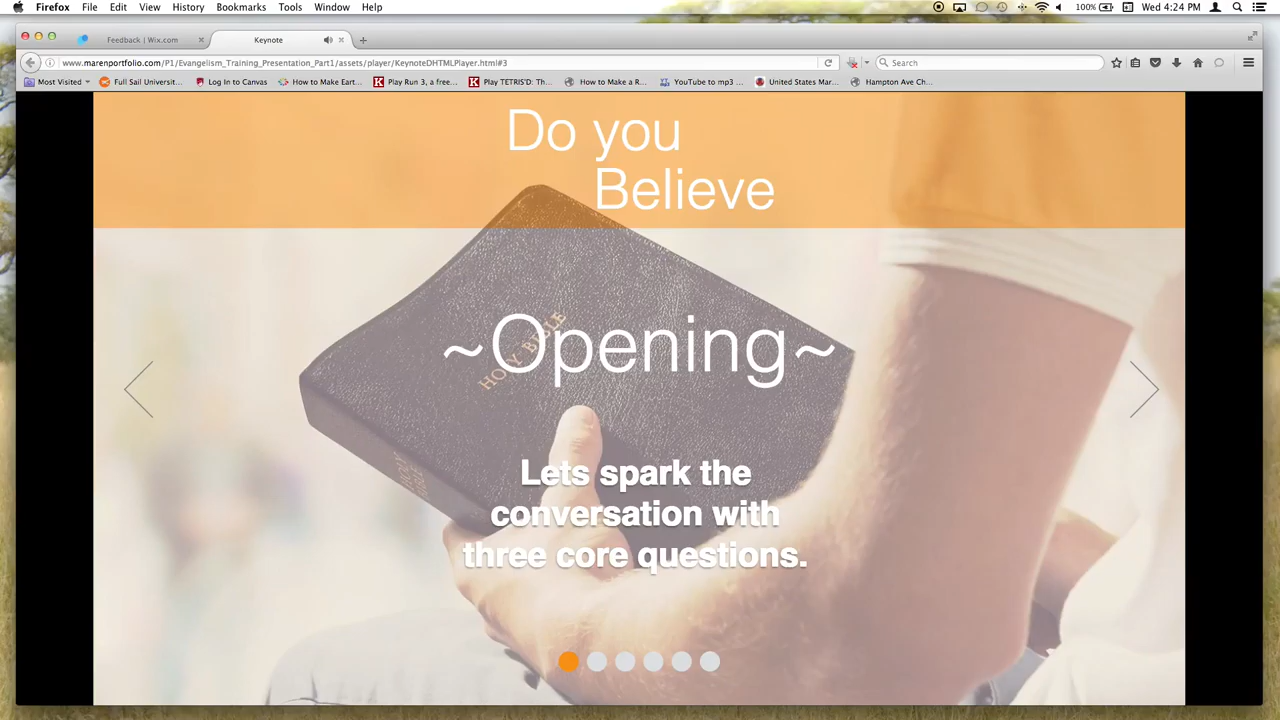 Firefox File Edit View History Bookmarks Tools Window Help 100% Wed 4:24 PM
Feedback | Wix.com Keynote
www.marenportfolio.com/P1/Evangelism_Training_Presentation_Part1/assets/player/KeynoteDHTMLPlayer.html#3 Search
Most Visited Full Sail Universit... Log In to Canvas How to Make Eart... Play Run 3, a free... Play TETRIS'D: Th... How to Make a R... YouTube to mp3 ... United States Mar... Hampton Ave Ch...
Do you
Believe
HOLY BIBLE
~Opening~
Lets spark the
conversation with
three core questions.